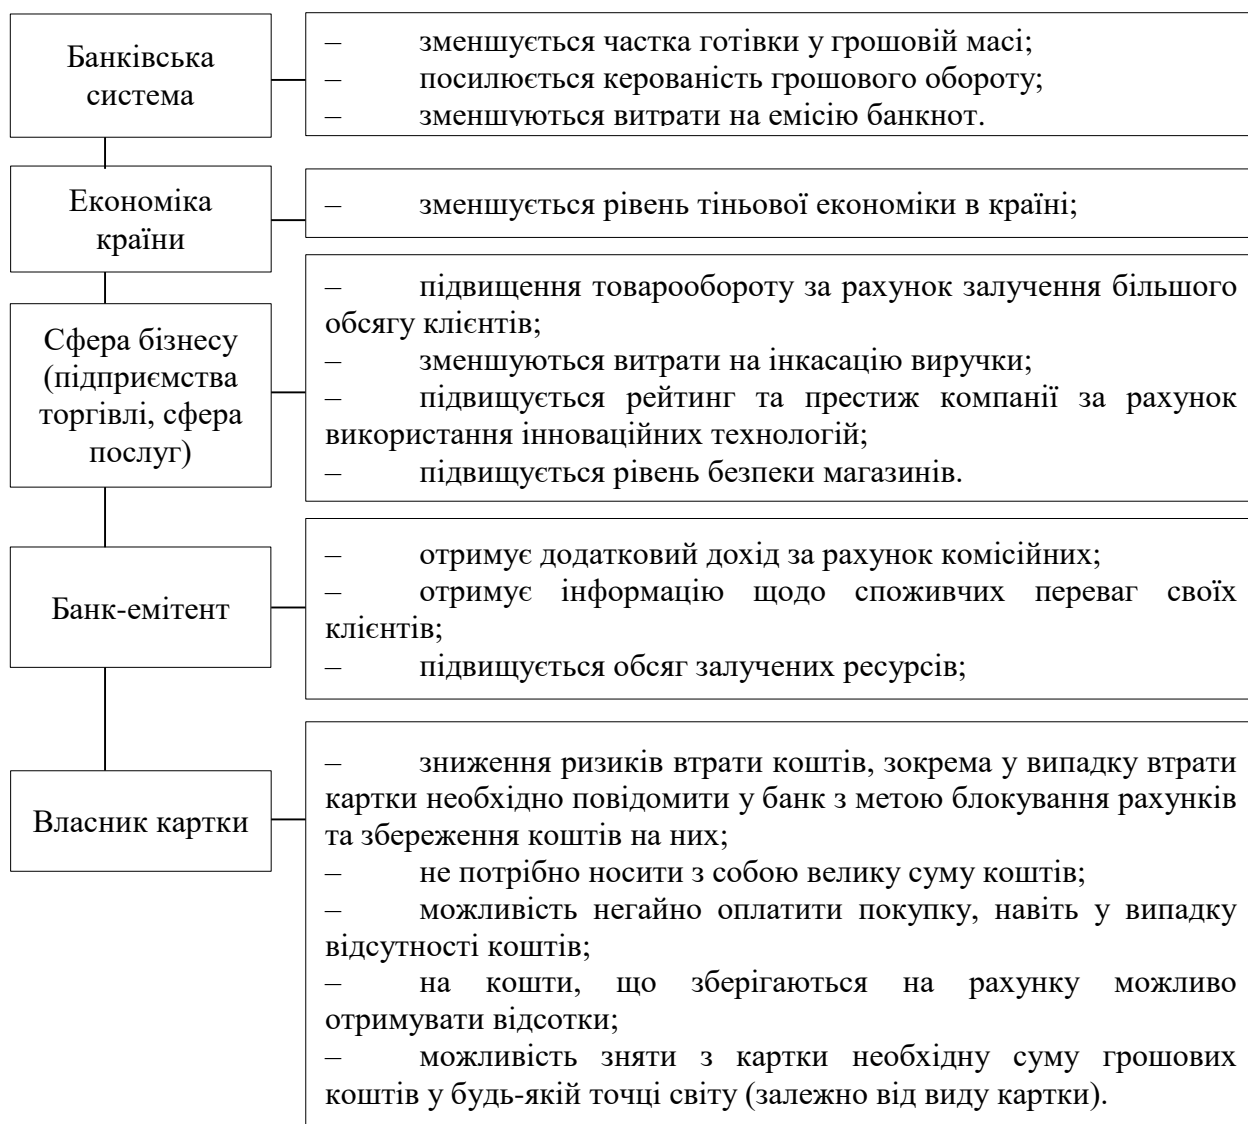 Банківська
система
– зменшується частка готівки у грошовій масі;
– посилюється керованість грошового обороту;
– зменшуються витрати на емісію банкнот.
Економіка
країни
– зменшується рівень тіньової економіки в країні;
Сфера бізнесу
(підприємства
торгівлі, сфера
послуг)
– підвищення товарообороту за рахунок залучення більшого
обсягу клієнтів;
– зменшуються витрати на інкасацію виручки;
– підвищується рейтинг та престиж компанії за рахунок
використання інноваційних технологій;
– підвищується рівень безпеки магазинів.
Банк-емітент
– отримує додатковий дохід за рахунок комісійних;
– отримує інформацію щодо споживчих переваг своїх
клієнтів;
– підвищується обсяг залучених ресурсів;
Власник картки
– зниження ризиків втрати коштів, зокрема у випадку втрати
картки необхідно повідомити у банк з метою блокування рахунків
та збереження коштів на них;
– не потрібно носити з собою велику суму коштів;
– можливість негайно оплатити покупку, навіть у випадку
відсутності коштів;
– на кошти, що зберігаються на рахунку можливо
отримувати відсотки;
– можливість зняти з картки необхідну суму грошових
коштів у будь-якій точці світу (залежно від виду картки).